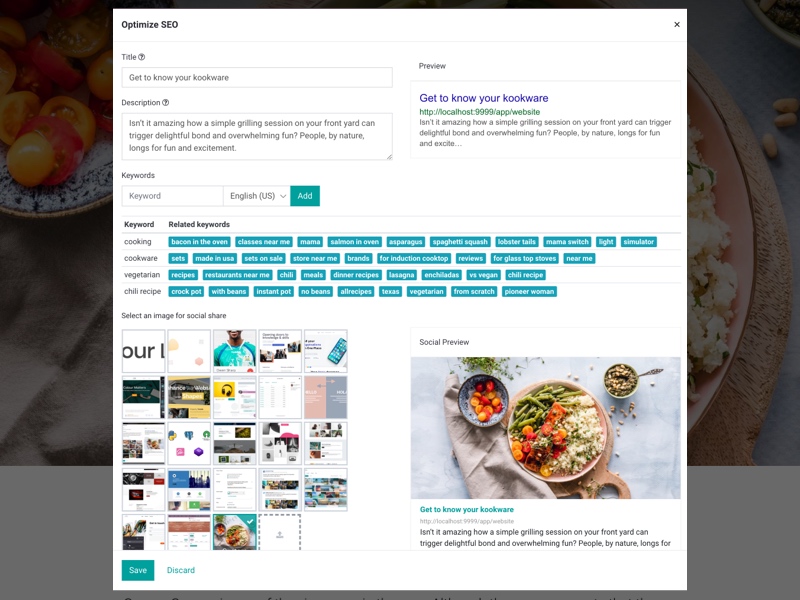 Optimize SEO
×
Title
Get to know your kookware
Description
Isn't it amazing how a simple grilling session on your front yard can
trigger delightful bond and overwhelming fun? People, by nature,
longs for fun and excitement.
Keywords
Keyword English (US) Add
Preview
Get to know your kookware
http://localhost:9999/app/website
Isn't it amazing how a simple grilling session on your front yard can trigger
delightful bond and overwhelming fun? People, by nature, longs for fun
and excite…
Keyword Related keywords
cooking bacon in the oven classes near me mama salmon in oven asparagus spaghetti squash lobster tails mama switch light simulator
cookware sets made in usa sets on sale store near me brands for induction cooktop reviews for glass top stoves near me
vegetarian recipes restaurants near me chili meals dinner recipes lasagna enchiladas vs vegan chili recipe
chili recipe crock pot with beans instant pot no beans allrecipes texas vegetarian from scratch pioneer woman
Select an image for social share
our L
Shapes
Social Preview
Get to know your kookware
http://localhost:9999/app/website
Isn't it amazing how a simple grilling session on your front yard can
trigger delightful bond and overwhelming fun? People, by nature, longs for
Save Discard